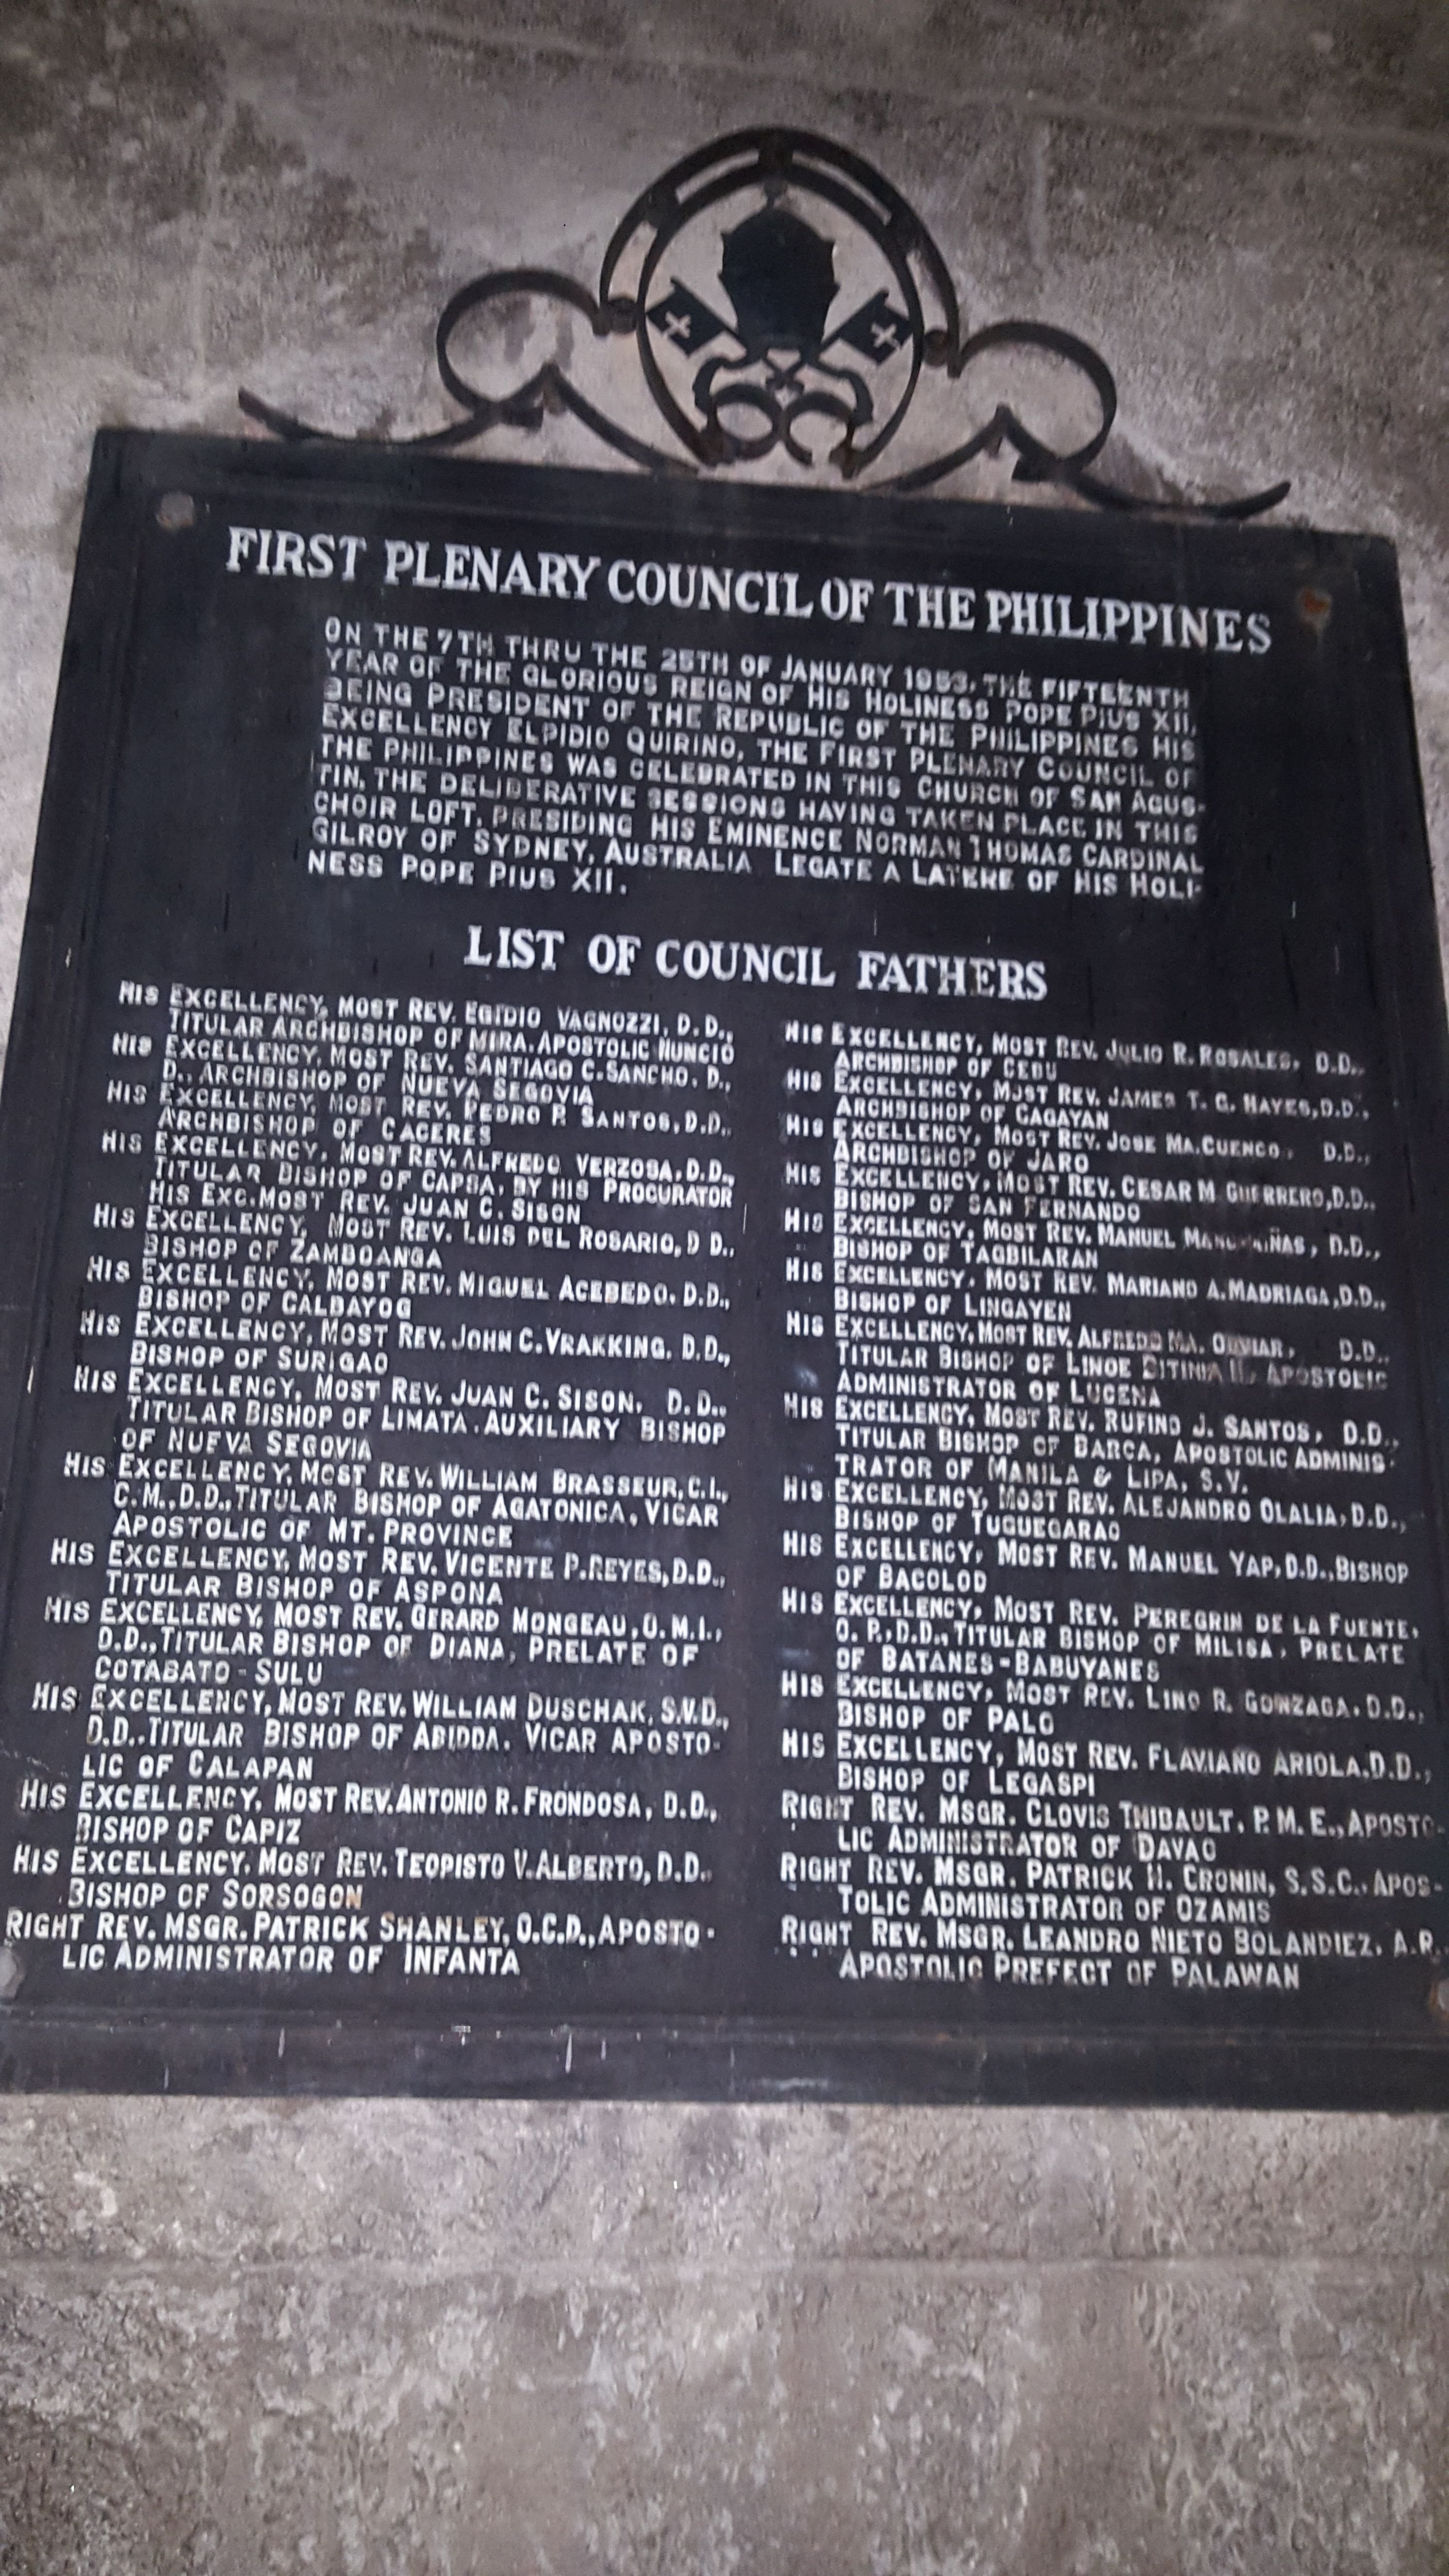 FIRST PLENARY COUNCIL OF THE PHILIPPINES
ON THE 7TH THRU THE 25TH OF JANUARY 1953, THE FIFTEENTH
YEAR OF THE GLORIOUS REIGN OF HIS HOLINESS POPE PIUS XII,
BEING PRESIDENT OF THE REPUBLIC OF THE PHILIPPINES HIS
EXCELLENCY ELPIDIO QUIRINO, THE FIRST PLENARY COUNCIL OF
THE PHILIPPINES WAS CELEBRATED IN THIS CHURCH OF SAN AGUS-
TIN, THE DELIBERATIVE SESSIONS HAVING TAKEN PLACE IN THIS
CHOIR LOFT, PRESIDING HIS EMINENCE NORMAN THOMAS CARDINAL
GILROY OF SYDNEY, AUSTRALIA LEGATE A LATERE OF HIS HOLI-
NESS POPE PIUS XII.
LIST OF COUNCIL FATHERS
HIS EXCELLENCY, MOST REV. EGIDIO VAGNOZZI, D.D.,
TITULAR ARCHBISHOP OF MIRA. APOSTOLIC NUNCIO
HIS EXCELLENCY, MOST REV. SANTIAGO C. SANCHO, D.,
D., ARCHBISHOP OF NUEVA SEGOVIA
HIS EXCELLENCY, MOST REV. PEDRO P. SANTOS, D.D.,
ARCHBISHOP OF CACERES
HIS EXCELLENCY, MOST REV. ALFREDO VERZOSA, D.D.,
TITULAR BISHOP OF CAPSA, BY HIS PROCURATOR
HIS EXC. MOST REV. JUAN C. SISON
HIS EXCELLENCY, MOST REV. LUIS DEL ROSARIO, D D.,
BISHOP OF ZAMBOANGA
HIS EXCELLENCY, MOST REV. MIGUEL ACEBEDO, D.D.,
BISHOP OF CALBAYOG
HIS EXCELLENCY, MOST REV. JOHN C. VRAKKING, D.D.,
BISHOP OF SURIGAO
HIS EXCELLENCY, MOST REV. JUAN C. SISON, D.D.,
TITULAR BISHOP OF LIMATA. AUXILIARY BISHOP
OF NUEVA SEGOVIA
HIS EXCELLENCY, MOST REV. WILLIAM BRASSEUR, C.I.,
C.M., D.D., TITULAR BISHOP OF AGATONICA, VICAR
APOSTOLIC OF MT. PROVINCE
HIS EXCELLENCY, MOST REV. VICENTE P. REYES, D.D.,
TITULAR BISHOP OF ASPONA
HIS EXCELLENCY, MOST REV. GERARD MONGEAU, O.M.I.,
D.D., TITULAR BISHOP OF DIANA, PRELATE OF
COTABATO - SULU
HIS EXCELLENCY, MOST REV. WILLIAM DUSCHAK, S.V.D.,
D.D., TITULAR BISHOP OF ABIDDA. VICAR APOSTO-
LIC OF CALAPAN
HIS EXCELLENCY, MOST REV. ANTONIO R. FRONDOSA, D.D.,
BISHOP OF CAPIZ
HIS EXCELLENCY. MOST REV. TEOPISTO V. ALBERTO, D.D.
BISHOP OF SORSOGON
RIGHT REV. MSGR. PATRICK SHANLEY, O.C.D., APOSTO-
LIC ADMINISTRATOR OF INFANTA
HIS EXCELLENCY, MOST REV. JULIO R. ROSALES, D.D.,
ARCHBISHOP OF CEBU
HIS EXCELLENCY, MOST REV. JAMES T. G. HAYES, D.D.,
ARCHBISHOP OF CAGAYAN
HIS EXCELLENCY, MOST REV. JOSE MA. CUENCO, D.D.,
ARCHBISHOP OF JARO
HIS EXCELLENCY, MOST REV. CESAR M GUERRERO, D.D.,
BISHOP OF SAN FERNANDO
HIS EXCELLENCY, MOST REV. MANUEL D.D.,
BISHOP OF TAGBILARAN
HIS EXCELLENCY, MOST REV. MARIANO A. MADRIAGA, D.D.,
BISHOP OF LINGAYEN
HIS EXCELLENCY, MOST REV. ALFREDO MA. OBVIAR, D.D.,
TITULAR BISHOP OF LINOE APOSTOLIC
ADMINISTRATOR OF LUCENA
HIS EXCELLENCY, MOST REV. RUFINO J. SANTOS, D.D.,
TITULAR BISHOP OF BARCA, APOSTOLIC ADMINIS-
TRATOR OF MANILA & LIPA, S.V.
HIS EXCELLENCY, MOST REV. ALEJANDRO OLALIA, D.D.,
BISHOP OF TUGUEGARAO
HIS EXCELLENCY, MOST REV. MANUEL YAP, D.D., BISHOP
OF BACOLOD
HIS EXCELLENCY, MOST REV. PEREGRIN DE LA FUENTE,
O.P., D.D., TITULAR BISHOP OF MILISA, PRELATE
OF BATANES - BABUYANES
HIS EXCELLENCY, MOST REV. LINO R. GONZAGA, D.D.,
BISHOP OF PALO
HIS EXCELLENCY, MOST REV. FLAVIANO ARIOLA, D.D.,
BISHOP OF LEGASPI
RIGHT REV. MSGR. CLOVIS THIBAULT, P.M.E., APOSTO-
LIC ADMINISTRATOR OF DAVAO
RIGHT REV. MSGR. PATRICK H. CRONIN, S.S.C., APOS-
TOLIC ADMINISTRATOR OF OZAMIS
RIGHT REV. MSGR. LEANDRO NIETO BOLANDIEZ, A.R.
APOSTOLIC PREFECT OF PALAWAN